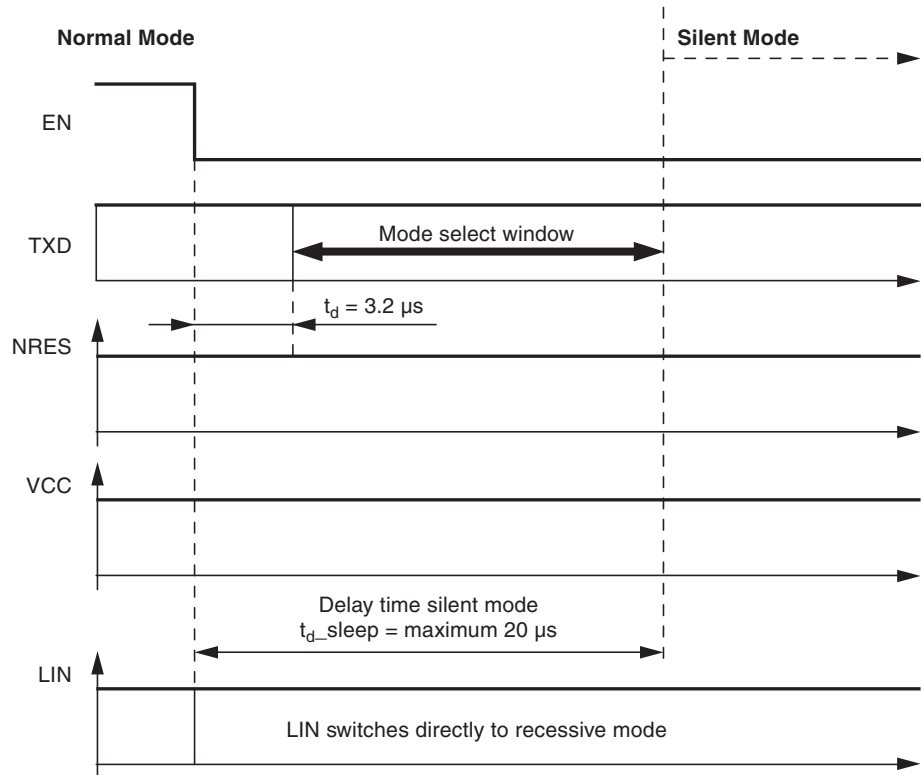 Normal Mode
Silent Mode
EN
TXD
Mode select window
t_d = 3.2 µs
NRES
VCC
Delay time silent mode
t_d_sleep = maximum 20 µs
LIN
LIN switches directly to recessive mode